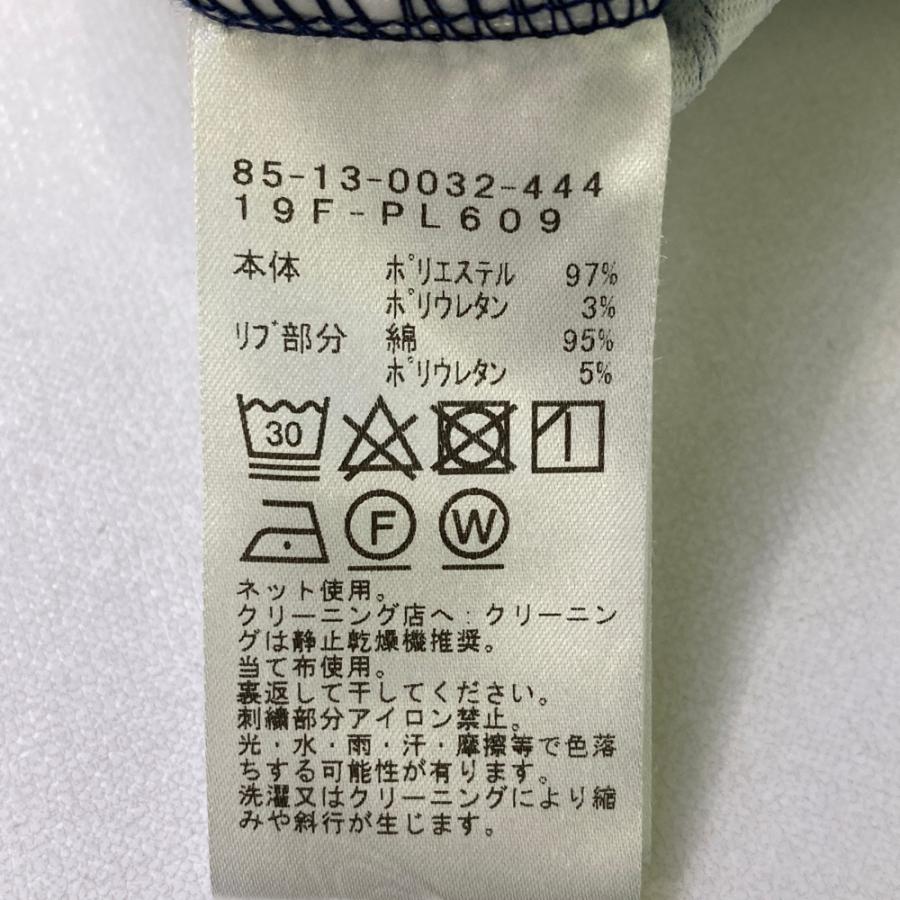 85-13-0032-444
19F-PL609
本体 ポリエステル 97%
ポリウレタン 3%
リブ部分 綿 95%
ポリウレタン 5%
30
F W
ネット使用。
クリーニング店へ:クリーニン
グは静止乾燥機推奨。
当て布使用。
裏返して干してください。
刺繍部分アイロン禁止。
光・水・雨・汗・摩擦等で色落
ちする可能性が有ります。
洗濯又はクリーニングにより縮
みや斜行が生じます。